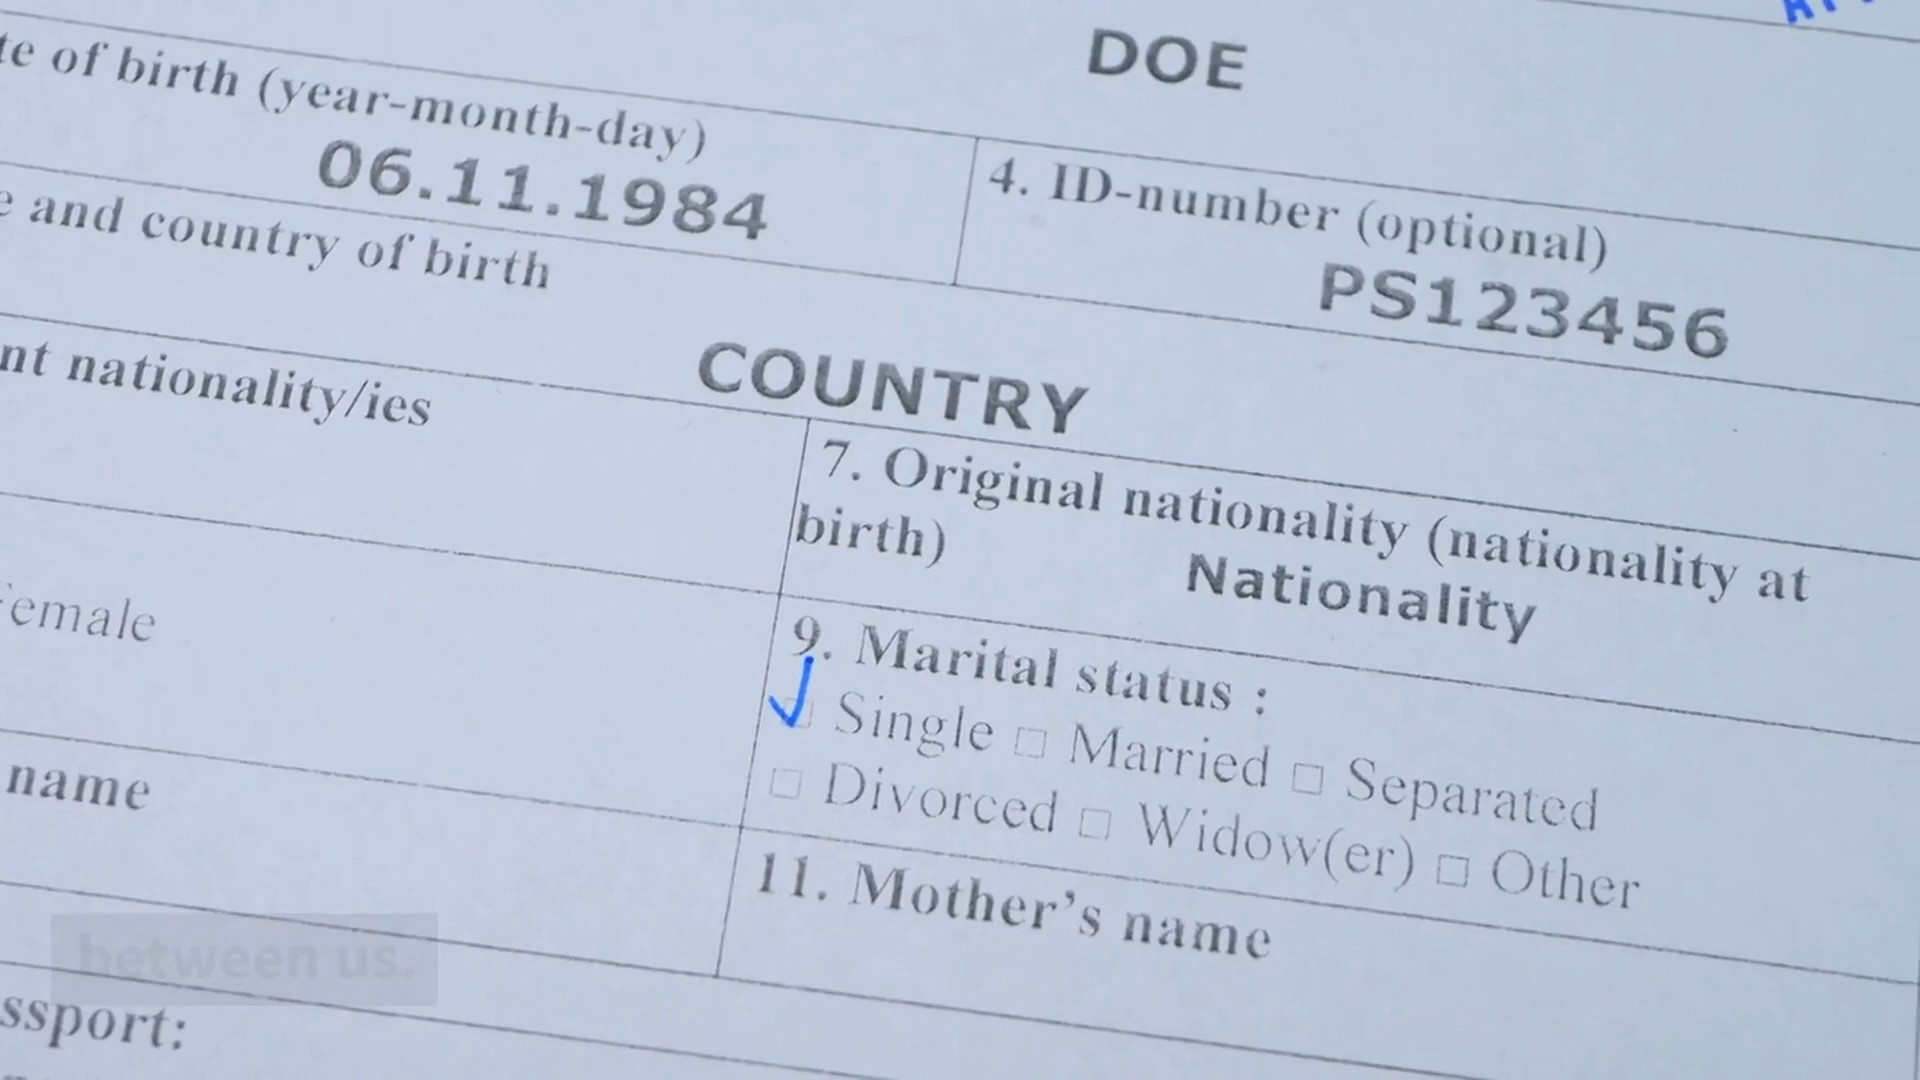 DOE
te of birth (year-month-day)
06.11.1984
4. ID-number (optional)
PS123456
e and country of birth
COUNTRY
nt nationality/ies
7. Original nationality (nationality at
birth)
Nationality
emale
9. Marital status :
Single □ Married □ Separated
□ Divorced □ Widow(er) □ Other
name
11. Mother's name
between us.
ssport: